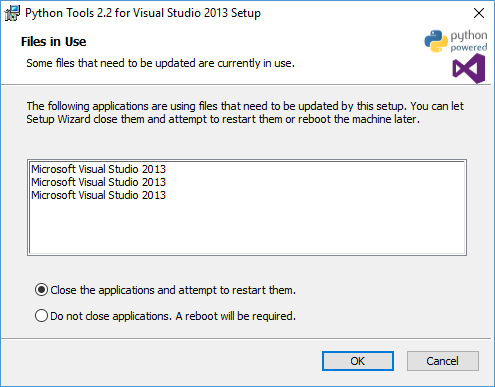 Python Tools 2.2 for Visual Studio 2013 Setup
Files in Use
Some files that need to be updated are currently in use.
python
powered
The following applications are using files that need to be updated by this setup. You can let
Setup Wizard close them and attempt to restart them or reboot the machine later.
Microsoft Visual Studio 2013
Microsoft Visual Studio 2013
Microsoft Visual Studio 2013
Close the applications and attempt to restart them.
Do not close applications. A reboot will be required.
OK
Cancel